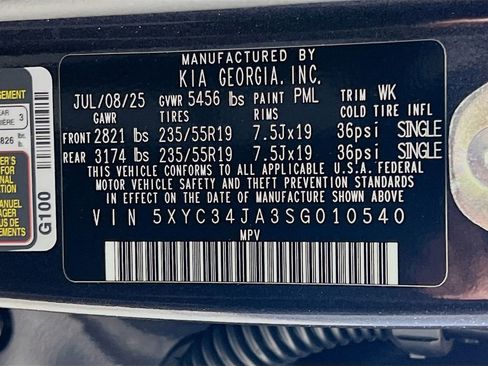 MANUFACTURED BY
KIA GEORGIA, INC.
JUL/08/25 GVWR 5456 lbs PAINT PML TRIM WK
GAWR TIRES RIMS COLD TIRE INFL
FRONT 2821 lbs 235/55R19 7.5Jx19 36psi SINGLE
REAR 3174 lbs 235/55R19 7.5Jx19 36psi SINGLE
THIS VEHICLE CONFORMS TO ALL APPLICABLE U.S.A. FEDERAL
MOTOR VEHICLE SAFETY AND THEFT PREVENTION STANDARDS
IN EFFECT ON THE DATE OF MANUFACTURE SHOWN ABOVE.
VIN 5XYC34JA3SG010540
MPV
G100
3
826
MANUEL